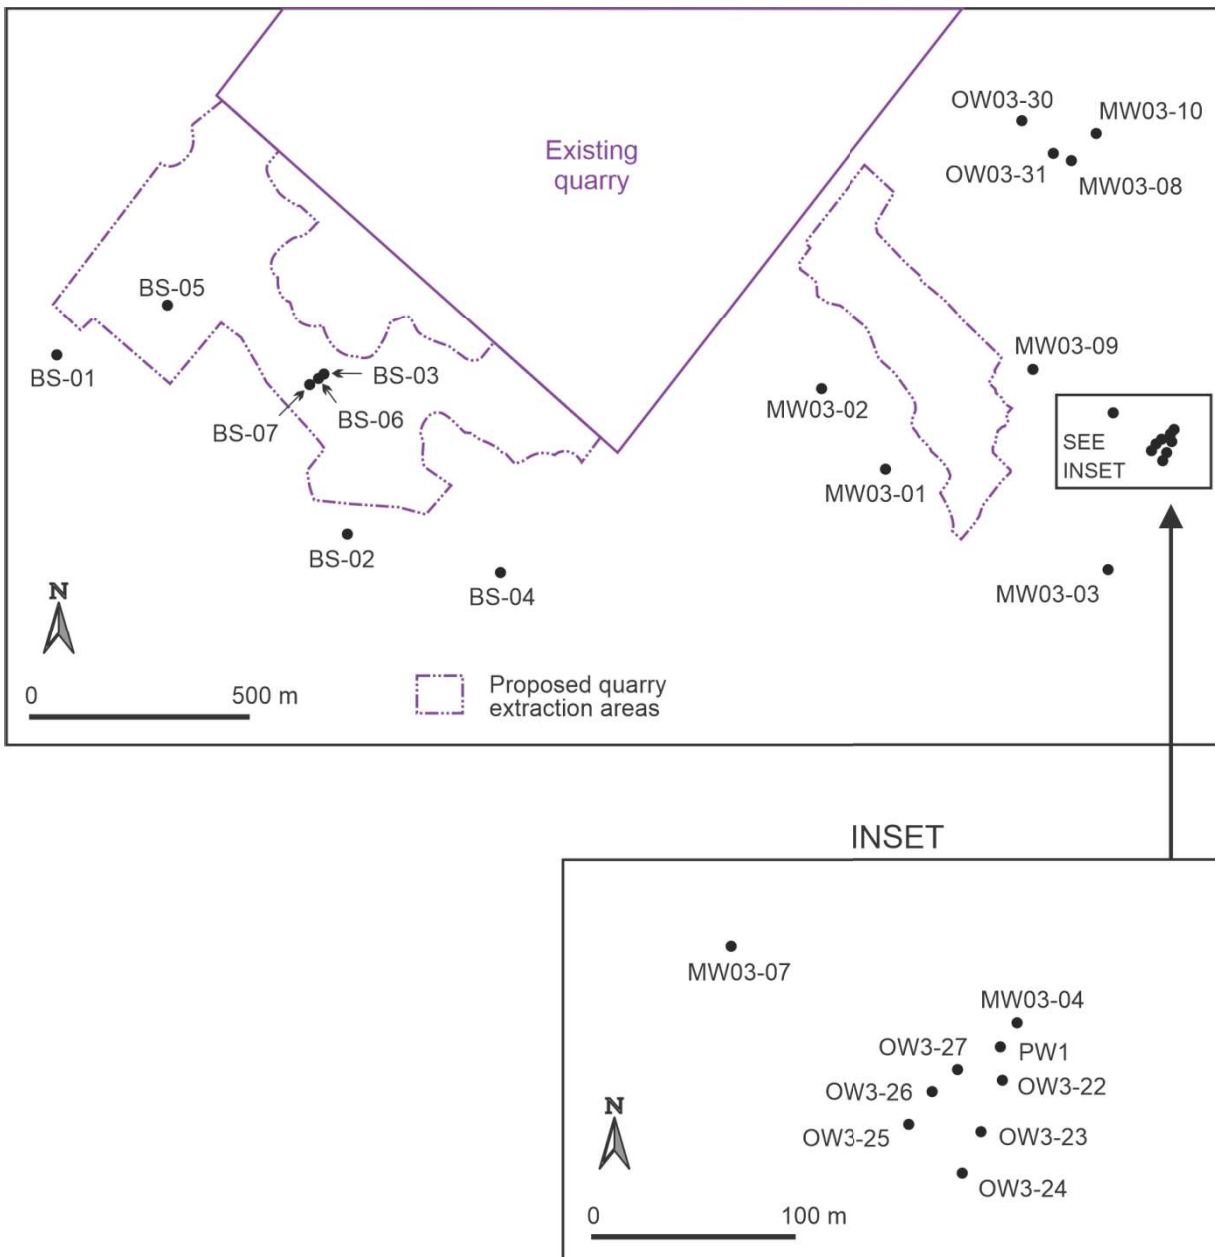 OW03-30
MW03-10
Existing
quarry
OW03-31
MW03-08
BS-05
MW03-09
BS-01
BS-03
MW03-02
BS-07
BS-06
SEE
INSET
MW03-01
BS-02
BS-04
MW03-03
N
0
500 m
Proposed quarry
extraction areas
INSET
MW03-07
MW03-04
OW3-27
PW1
OW3-26
OW3-22
OW3-25
OW3-23
N
OW3-24
0
100 m